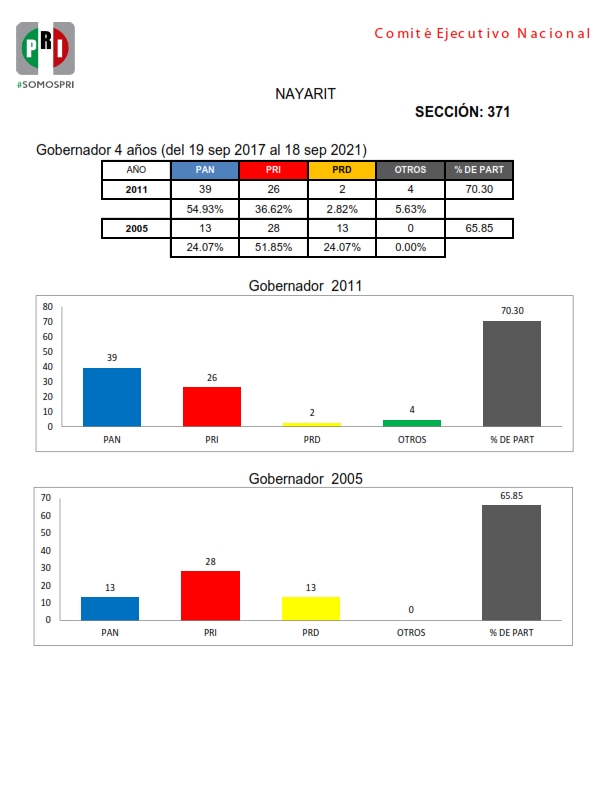 Comité Ejecutivo Nacional
PRI
#SOMOSPRI
NAYARIT
SECCIÓN: 371
Gobernador 4 años (del 19 sep 2017 al 18 sep 2021)
AÑO PAN PRI PRD OTROS % DE PART
2011 39 26 2 4 70.30
54.93% 36.62% 2.82% 5.63%
2005 13 28 13 0 65.85
24.07% 51.85% 24.07% 0.00%
Gobernador 2011
80
70
60
50
40
30
20
10
0
39
26
2
4
70.30
PAN PRI PRD OTROS % DE PART
Gobernador 2005
70
60
50
40
30
20
10
0
13
28
13
0
65.85
PAN PRI PRD OTROS % DE PART